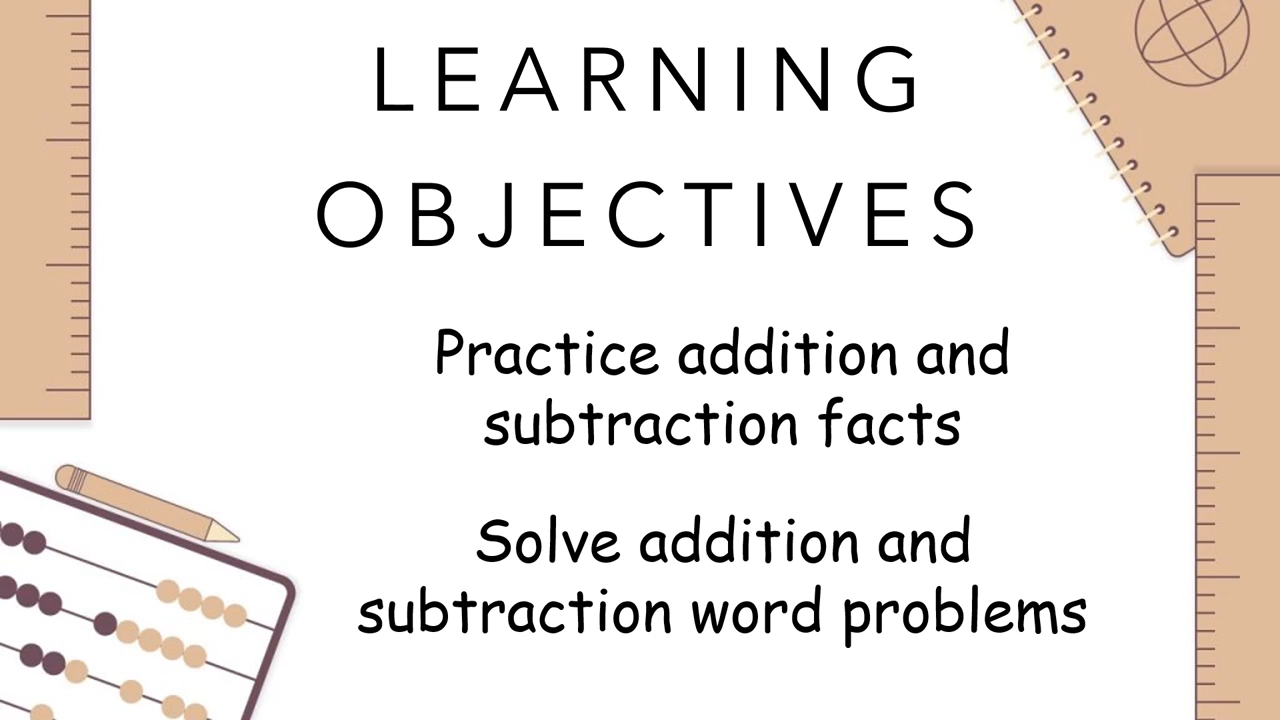 LEARNING
OBJECTIVES
Practice addition and
subtraction facts
Solve addition and
subtraction word problems